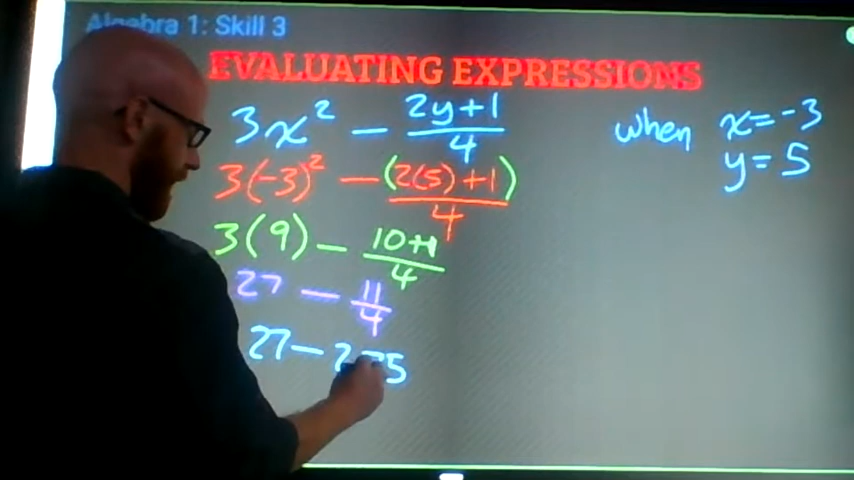 Algebra 1: Skill 3
EVALUATING EXPRESSIONS
3x² - (2y+1)/4 when x=-3
y=5
3(-3)² - (2(5)+1)/4
3(9) - (10+1)/4
27 - 11/4
27-